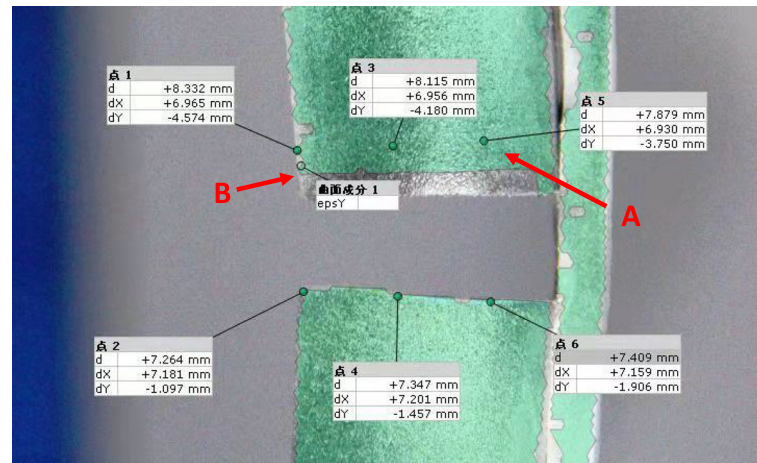 点 1
d +8.332 mm
dX +6.965 mm
dY -4.574 mm
点 3
d +8.115 mm
dX +6.956 mm
dY -4.180 mm
点 5
d +7.879 mm
dX +6.930 mm
dY -3.750 mm
B
曲面成分 1
epsY
A
点 2
d +7.264 mm
dX +7.181 mm
dY -1.097 mm
点 4
d +7.347 mm
dX +7.201 mm
dY -1.457 mm
点 6
d +7.409 mm
dX +7.159 mm
dY -1.906 mm